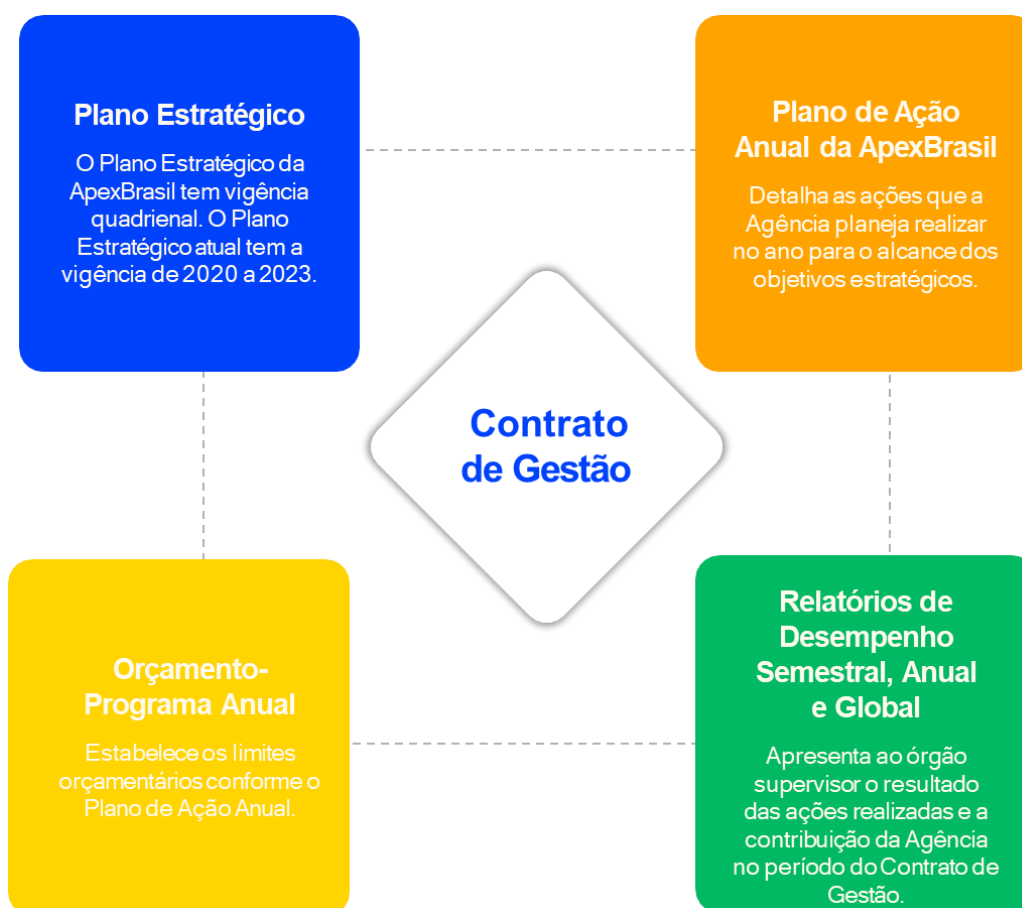 Plano Estratégico
O Plano Estratégico da
ApexBrasil tem vigência
quadrienal. O Plano
Estratégico atual tem a
vigência de 2020 a 2023.
Plano de Ação
Anual da ApexBrasil
Detalha as ações que a
Agência planeja realizar
no ano para o alcance dos
objetivos estratégicos.
Contrato
de Gestão
Orçamento-
Programa Anual
Estabelece os limites
orçamentários conforme o
Plano de Ação Anual.
Relatórios de
Desempenho
Semestral, Anual
e Global
Apresenta ao órgão
supervisor o resultado
das ações realizadas e a
contribuição da Agência
no período do Contrato de
Gestão.